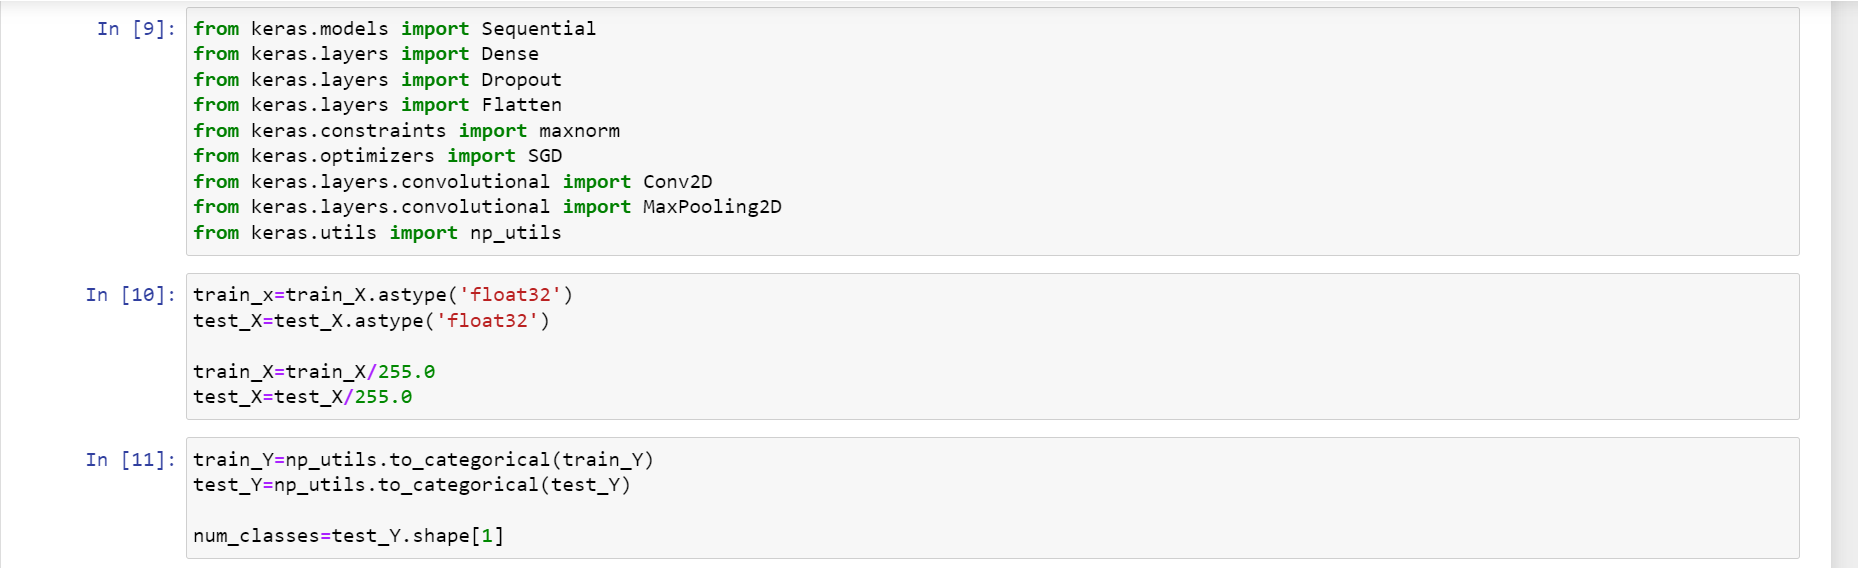 In [9]:
from keras.models import Sequential
from keras.layers import Dense
from keras.layers import Dropout
from keras.layers import Flatten
from keras.constraints import maxnorm
from keras.optimizers import SGD
from keras.layers.convolutional import Conv2D
from keras.layers.convolutional import MaxPooling2D
from keras.utils import np_utils
In [10]:
train_x=train_X.astype('float32')
test_X=test_X.astype('float32')
train_X=train_X/255.0
test_X=test_X/255.0
In [11]:
train_Y=np_utils.to_categorical(train_Y)
test_Y=np_utils.to_categorical(test_Y)
num_classes=test_Y.shape[1]